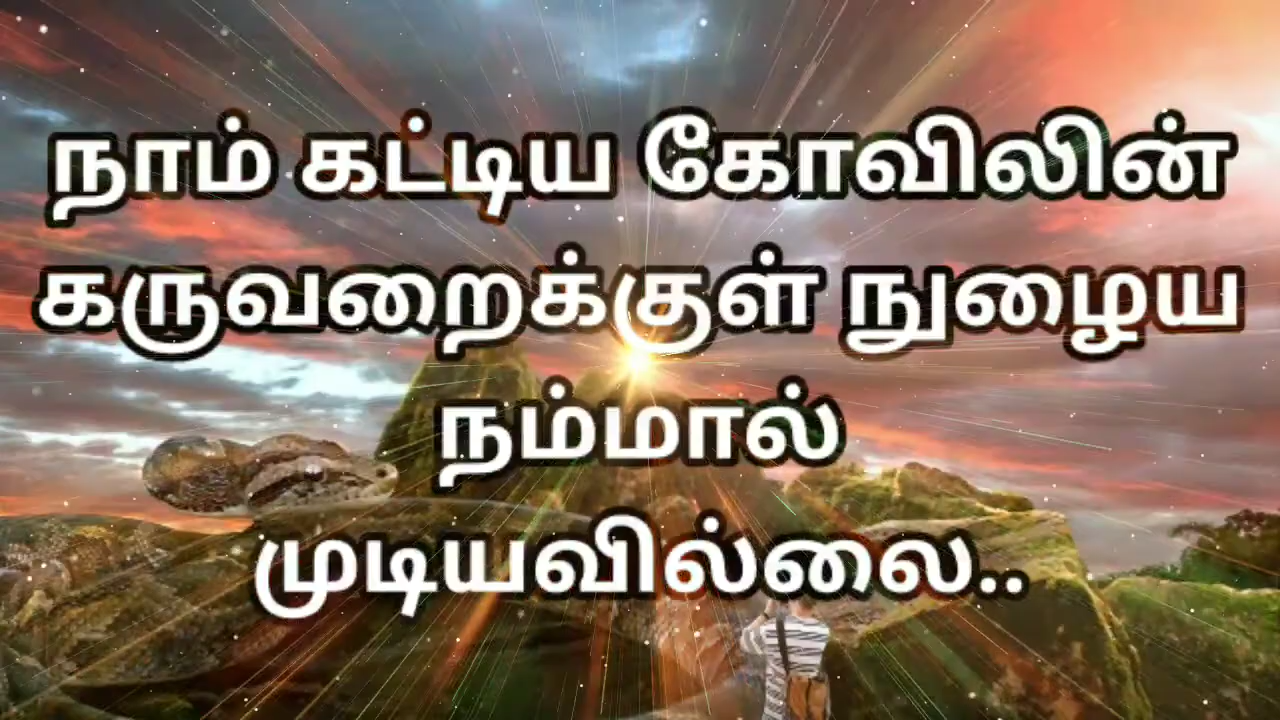 நாம் கட்டிய கோவிலின்
கருவறைக்குள் நுழைய
நம்மால்
முடியவில்லை..